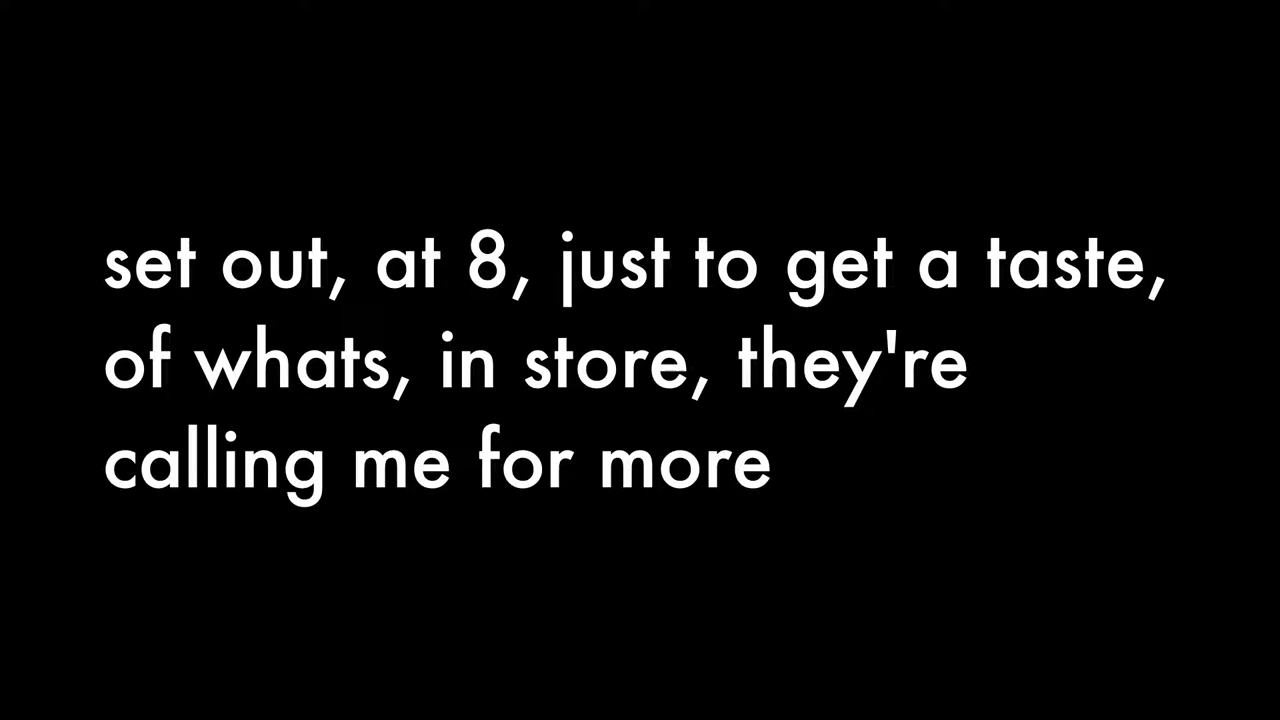 set out, at 8, just to get a taste,
of whats, in store, they're
calling me for more